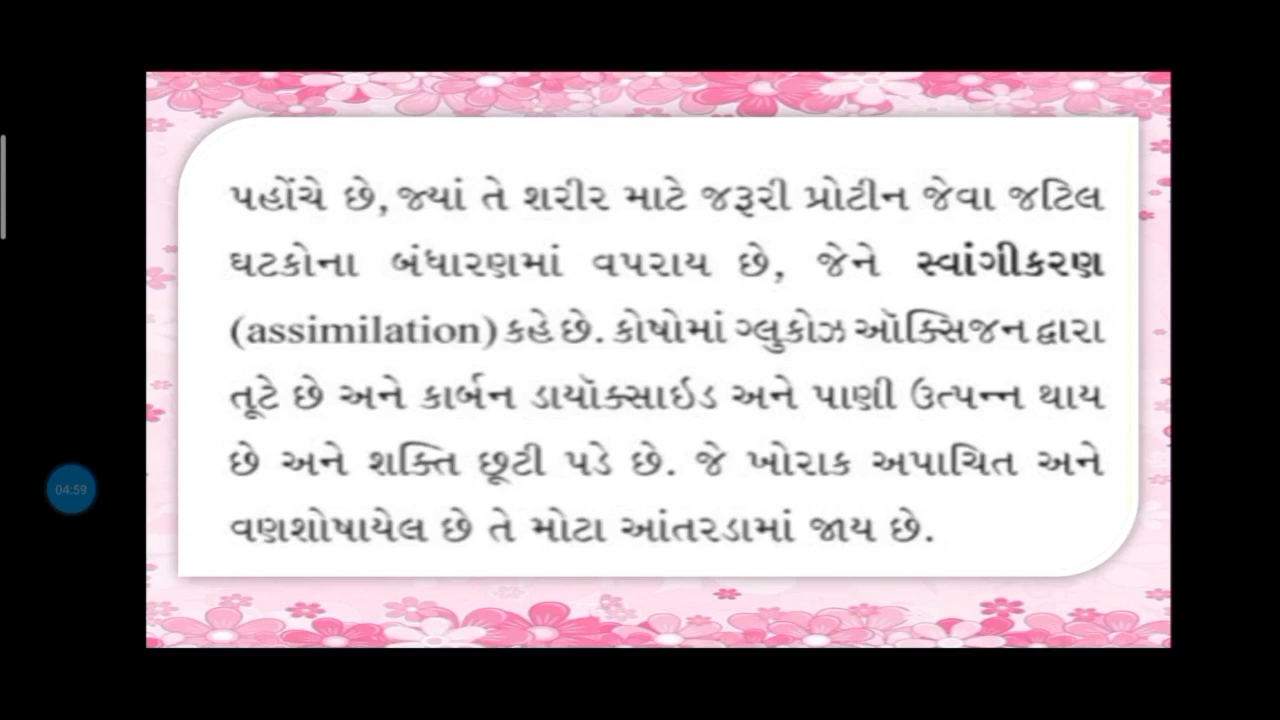 પહોંચે છે, જ્યાં તે શરીર માટે જરૂરી પ્રોટીન જેવા જટિલ
ઘટકોના બંધારણમાં વપરાય છે, જેને સ્વાંગીકરણ
(assimilation) કહે છે. કોષોમાં ગ્લુકોઝ ઑક્સિજન દ્વારા
તૂટે છે અને કાર્બન ડાયૉક્સાઇડ અને પાણી ઉત્પન્ન થાય
છે અને શક્તિ છૂટી પડે છે. જે ખોરાક અપાચિત અને
વણશોષાયેલ છે તે મોટા આંતરડામાં જાય છે.
04:59